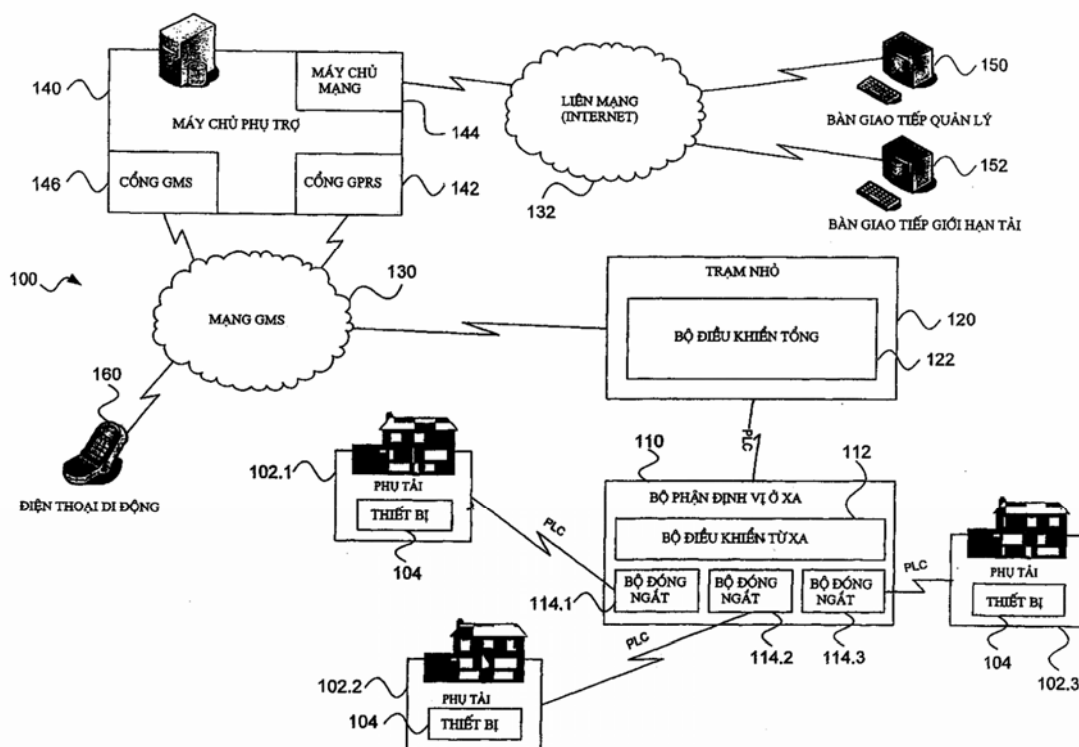 140
MÁY CHỦ
MẠNG
MÁY CHỦ PHỤ TRỢ
144
146
CỔNG GMS
CỔNG GPRS
142
LIÊN MẠNG
(INTERNET)
132
150
BÀN GIAO TIẾP QUẢN LÝ
152
BÀN GIAO TIẾP GIỚI HẠN TẢI
100
MẠNG GMS
130
TRẠM NHỎ
BỘ ĐIỀU KHIỂN TỔNG
120
122
PLC
160
ĐIỆN THOẠI DI ĐỘNG
102.1
PHỤ TẢI
THIẾT BỊ
104
PLC
110
112
BỘ PHẬN ĐỊNH VỊ Ở XA
BỘ ĐIỀU KHIỂN TỪ XA
BỘ ĐÓNG
NGẮT
BỘ ĐÓNG
NGẮT
BỘ ĐÓNG
NGẮT
114.1
114.2
114.3
PLC
PHỤ TẢI
THIẾT BỊ
104
102.3
PLC
102.2
PHỤ TẢI
104
THIẾT BỊ